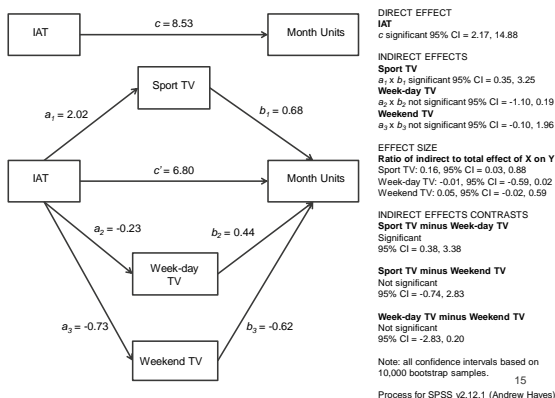 IAT
c = 8.53
Month Units
Sport TV
a1 = 2.02
b1 = 0.68
IAT
c' = 6.80
Month Units
a2 = -0.23
b2 = 0.44
Week-day
TV
a3 = -0.73
b3 = -0.62
Weekend TV
DIRECT EFFECT
IAT
c significant 95% CI = 2.17, 14.88
INDIRECT EFFECTS
Sport TV
a1 x b1 significant 95% CI = 0.35, 3.25
Week-day TV
a2 x b2 not significant 95% CI = -1.10, 0.19
Weekend TV
a3 x b3 not significant 95% CI = -0.10, 1.96
EFFECT SIZE
Ratio of indirect to total effect of X on Y
Sport TV: 0.16, 95% CI = 0.03, 0.88
Week-day TV: -0.01, 95% CI = -0.59, 0.02
Weekend TV: 0.05, 95% CI = -0.02, 0.59
INDIRECT EFFECTS CONTRASTS
Sport TV minus Week-day TV
Significant
95% CI = 0.38, 3.38
Sport TV minus Weekend TV
Not significant
95% CI = -0.74, 2.83
Week-day TV minus Weekend TV
Not significant
95% CI = -2.83, 0.20
Note: all confidence intervals based on
10,000 bootstrap samples.
15
Process for SPSS v2.12.1 (Andrew Hayes)